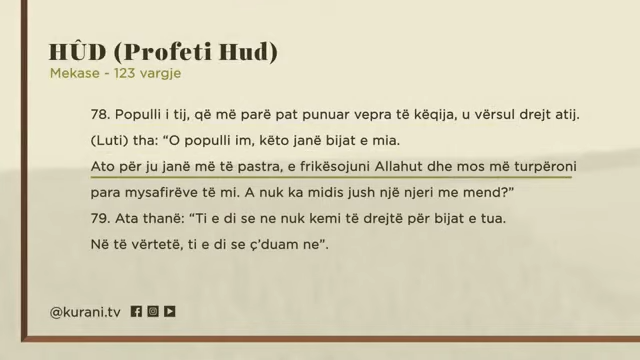 HÛD (Profeti Hud)
Mekase - 123 vargje
78. Populli i tij, që më parë pat punuar vepra të këqija, u vërsul drejt atij.
(Luti) tha: “O populli im, këto janë bijat e mia.
Ato për ju janë më të pastra, e frikësojuni Allahut dhe mos më turpëroni
para mysafirëve të mi. A nuk ka midis jush një njeri me mend?”
79. Ata thanë: “Ti e di se ne nuk kemi të drejtë për bijat e tua.
Në të vërtetë, ti e di se ç’duam ne”.
@kurani.tv